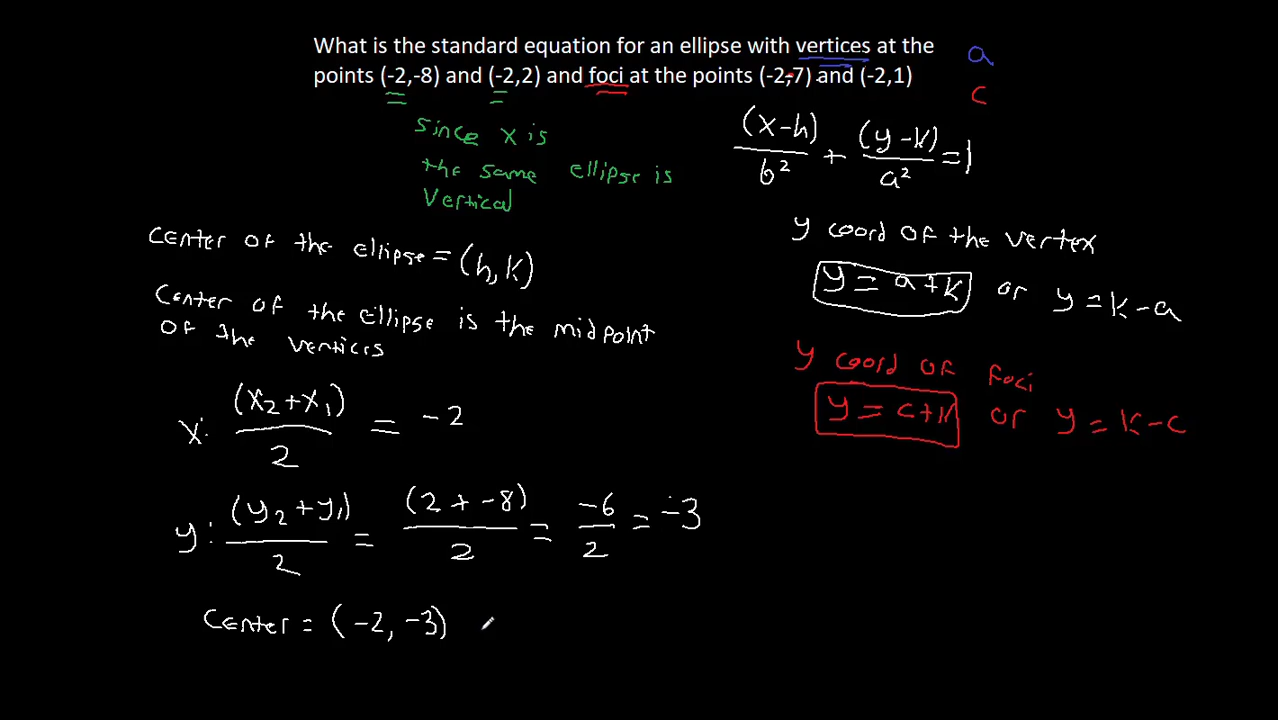 What is the standard equation for an ellipse with vertices at the
points (-2,-8) and (-2,2) and foci at the points (-2,-7) and (-2,1)
a
c
Since x is
the same ellipse is
Vertical
(x-h)/b² + (y-k)/a² = 1
Center of the ellipse = (h, k)
Center of the ellipse is the midpoint
of the verticrs
x: (x₂+x₁)/2 = -2
y: (y₂+y₁)/2 = (2 + -8)/2 = -6/2 = -3
Center = (-2, -3)
y coord of the vertex
y = a+k or y = k-a
y coord of foci
y = c+k or y = k-c